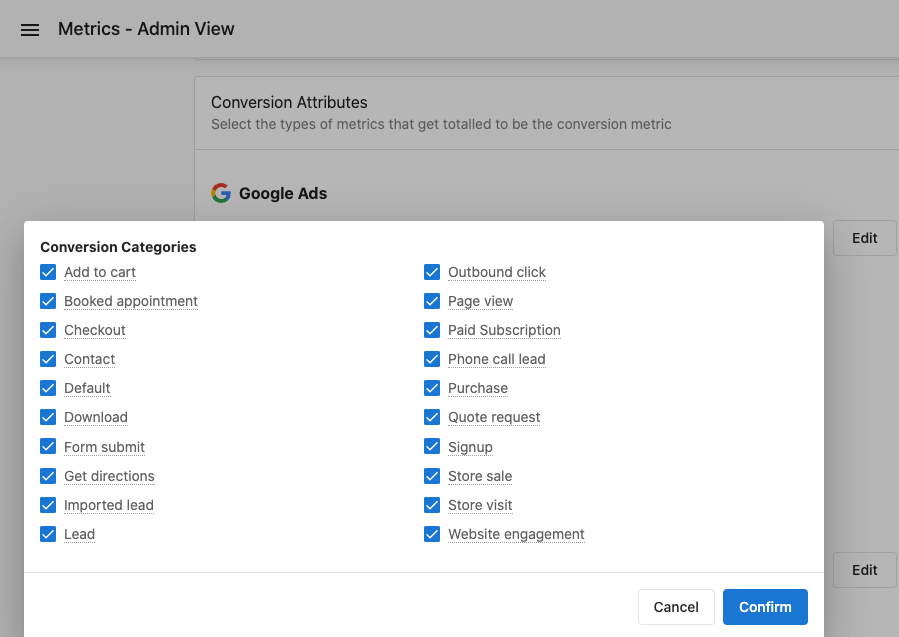 Metrics - Admin View
Conversion Attributes
Select the types of metrics that get totalled to be the conversion metric
Google Ads
Edit
Conversion Categories
Add to cart
Booked appointment
Checkout
Contact
Default
Download
Form submit
Get directions
Imported lead
Lead
Outbound click
Page view
Paid Subscription
Phone call lead
Purchase
Quote request
Signup
Store sale
Store visit
Website engagement
Edit
Cancel
Confirm